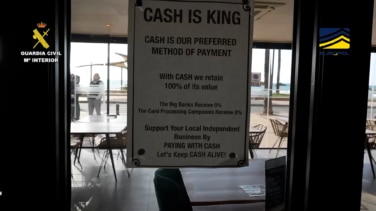 CASH IS KING
CASH IS OUR PREFERRED
METHOD OF PAYMENT
With CASH we retain
100% of its value
The Big Banks Receive 0%
The Card Processing Companies Receive 0%
Support Your Local Independent
Business By
PAYING WITH CASH
Let's Keep CASH ALIVE!
GUARDIA CIVIL
Mº INTERIOR